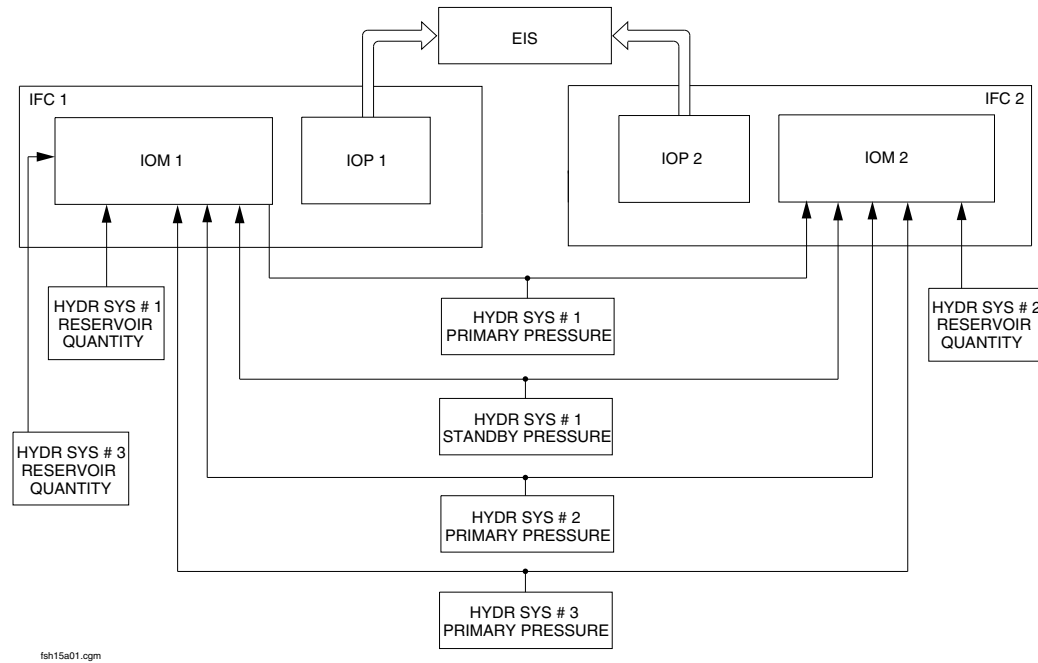 EIS
IFC 1
IFC 2
IOM 1
IOP 1
IOP 2
IOM 2
HYDR SYS # 1
RESERVOIR
QUANTITY
HYDR SYS # 1
PRIMARY PRESSURE
HYDR SYS # 2
RESERVOIR
QUANTITY
HYDR SYS # 1
STANDBY PRESSURE
HYDR SYS # 3
RESERVOIR
QUANTITY
HYDR SYS # 2
PRIMARY PRESSURE
HYDR SYS # 3
PRIMARY PRESSURE
fsh15a01.cgm